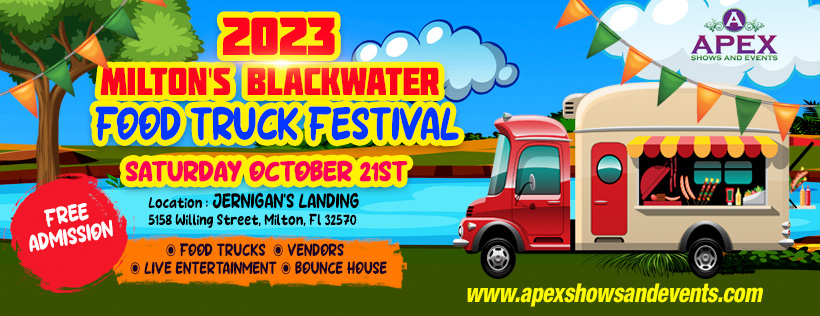 2023
MILTON'S BLACKWATER
FOOD TRUCK FESTIVAL
SATURDAY OCTOBER 21ST
Location : JERNIGAN'S LANDING
5158 Willing Street, Milton, Fl 32570
FREE
ADMISSION
FOOD TRUCKS • VENDORS
• LIVE ENTERTAINMENT • BOUNCE HOUSE
A
APEX
SHOWS AND EVENTS
www.apexshowsandevents.com